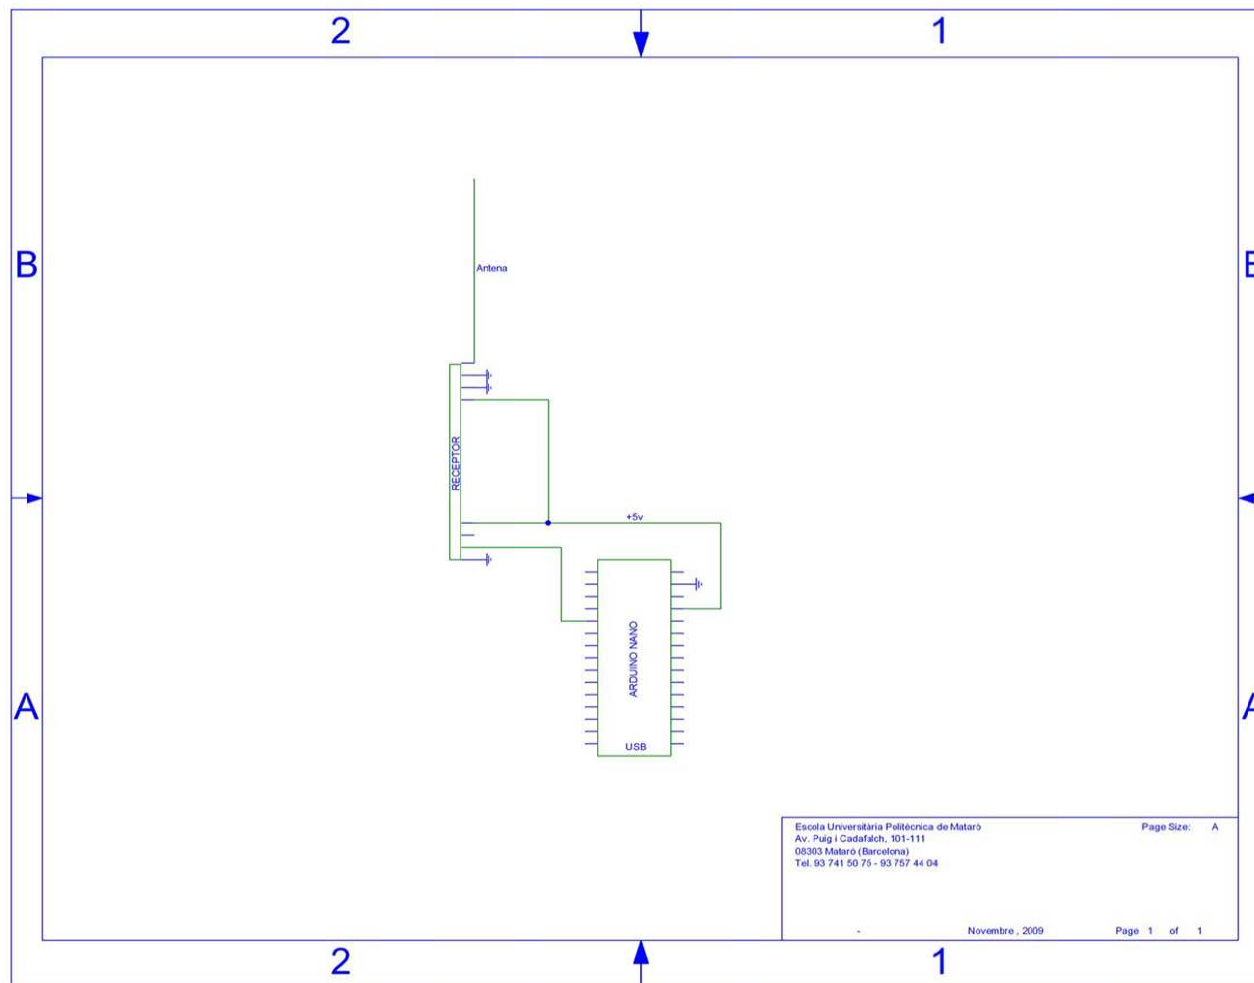 2 1
B B
Antena
RECEPTOR
+5v
ARDUINO NANO
USB
A A
Escola Universitària Politècnica de Mataró Page Size: A
Av. Puig i Cadafalch, 101-111
08303 Mataró (Barcelona)
Tel. 93 741 50 75 - 93 757 44 04
- Novembre , 2009 Page 1 of 1
2 1